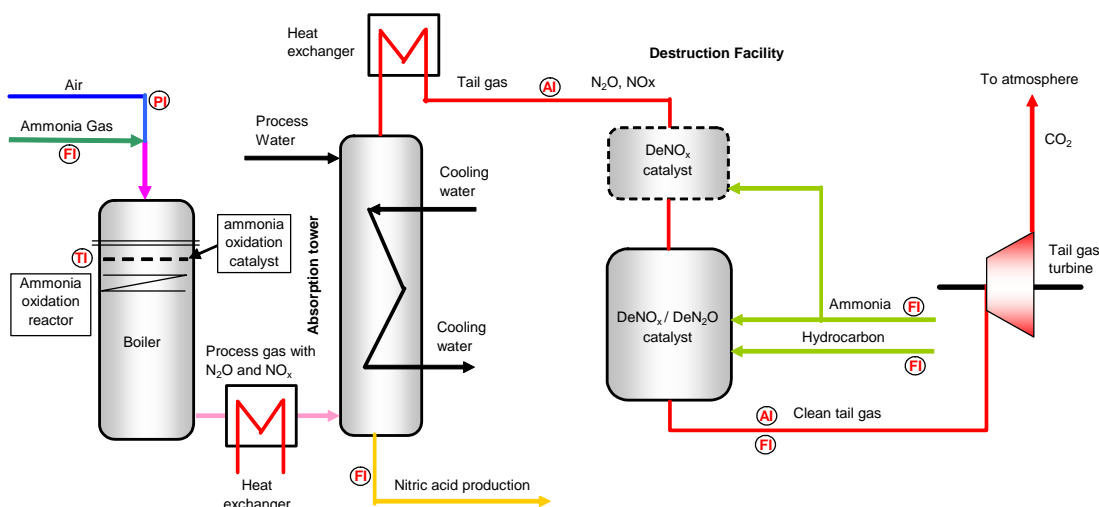 Heat
exchanger
Destruction Facility
Tail gas
AI
N₂O, NOx
To atmosphere
Air
PI
Ammonia Gas
FI
Process
Water
DeNOₓ
catalyst
CO₂
Cooling
water
ammonia
oxidation
catalyst
TI
Ammonia
oxidation
reactor
Absorption tower
Tail gas
turbine
Ammonia
FI
DeNOₓ / DeN₂O
catalyst
Hydrocarbon
FI
Boiler
Cooling
water
Process gas with
N₂O and NOₓ
AI
Clean tail gas
FI
FI
Nitric acid production
Heat
exchanger